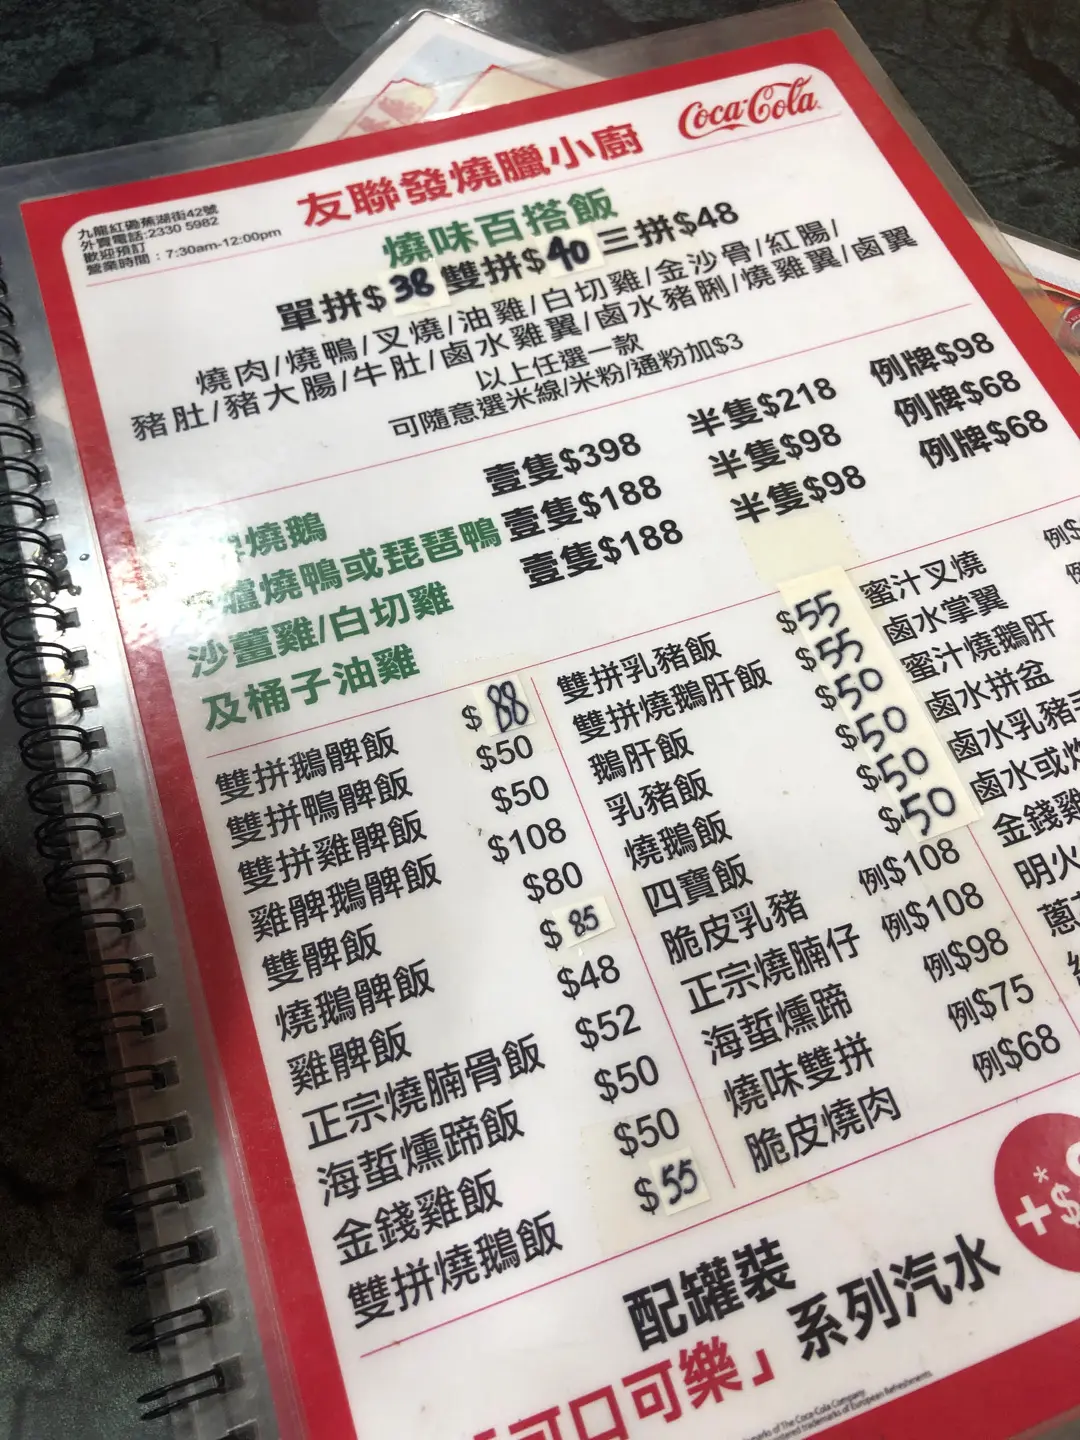 Coca-Cola
友聯發燒臘小廚
九龍紅磡蕪湖街42號
外賣電話:2330 5982
歡迎預訂
營業時間：7:30am-12:00pm
燒味百搭飯
單拼$38 雙拼$40 三拼$48
燒肉/燒鴨/叉燒/油雞/白切雞/金沙骨/紅腸/
豬肚/豬大腸/牛肚/鹵水雞翼/鹵水豬脷/燒雞翼/鹵翼
以上任選一款
可隨意選米線/米粉/通粉加$3
燒鵝 壹隻$398 半隻$218 例牌$98
爐燒鴨或琵琶鴨 壹隻$188 半隻$98 例牌$68
沙薑雞/白切雞 壹隻$188 半隻$98 例牌$68
及桶子油雞
雙拼鵝髀飯 $88
雙拼鴨髀飯 $50
雙拼雞髀飯 $50
雞髀鵝髀飯 $108
雙髀飯 $80
燒鵝髀飯 $85
雞髀飯 $48
正宗燒腩骨飯 $52
海蜇燻蹄飯 $50
金錢雞飯 $50
雙拼燒鵝飯 $55
雙拼乳豬飯 $55
雙拼燒鵝肝飯 $55
鵝肝飯 $50
乳豬飯 $50
燒鵝飯 $50
四寶飯 $50
脆皮乳豬 例$108
正宗燒腩仔 例$108
海蜇燻蹄 例$98
燒味雙拼 例$75
脆皮燒肉 例$68
蜜汁叉燒 例$
鹵水掌翼
蜜汁燒鵝肝
鹵水拼盆
鹵水乳豬
鹵水或
金錢雞
明火
配罐裝
可口可樂」系列汽水
*
+$